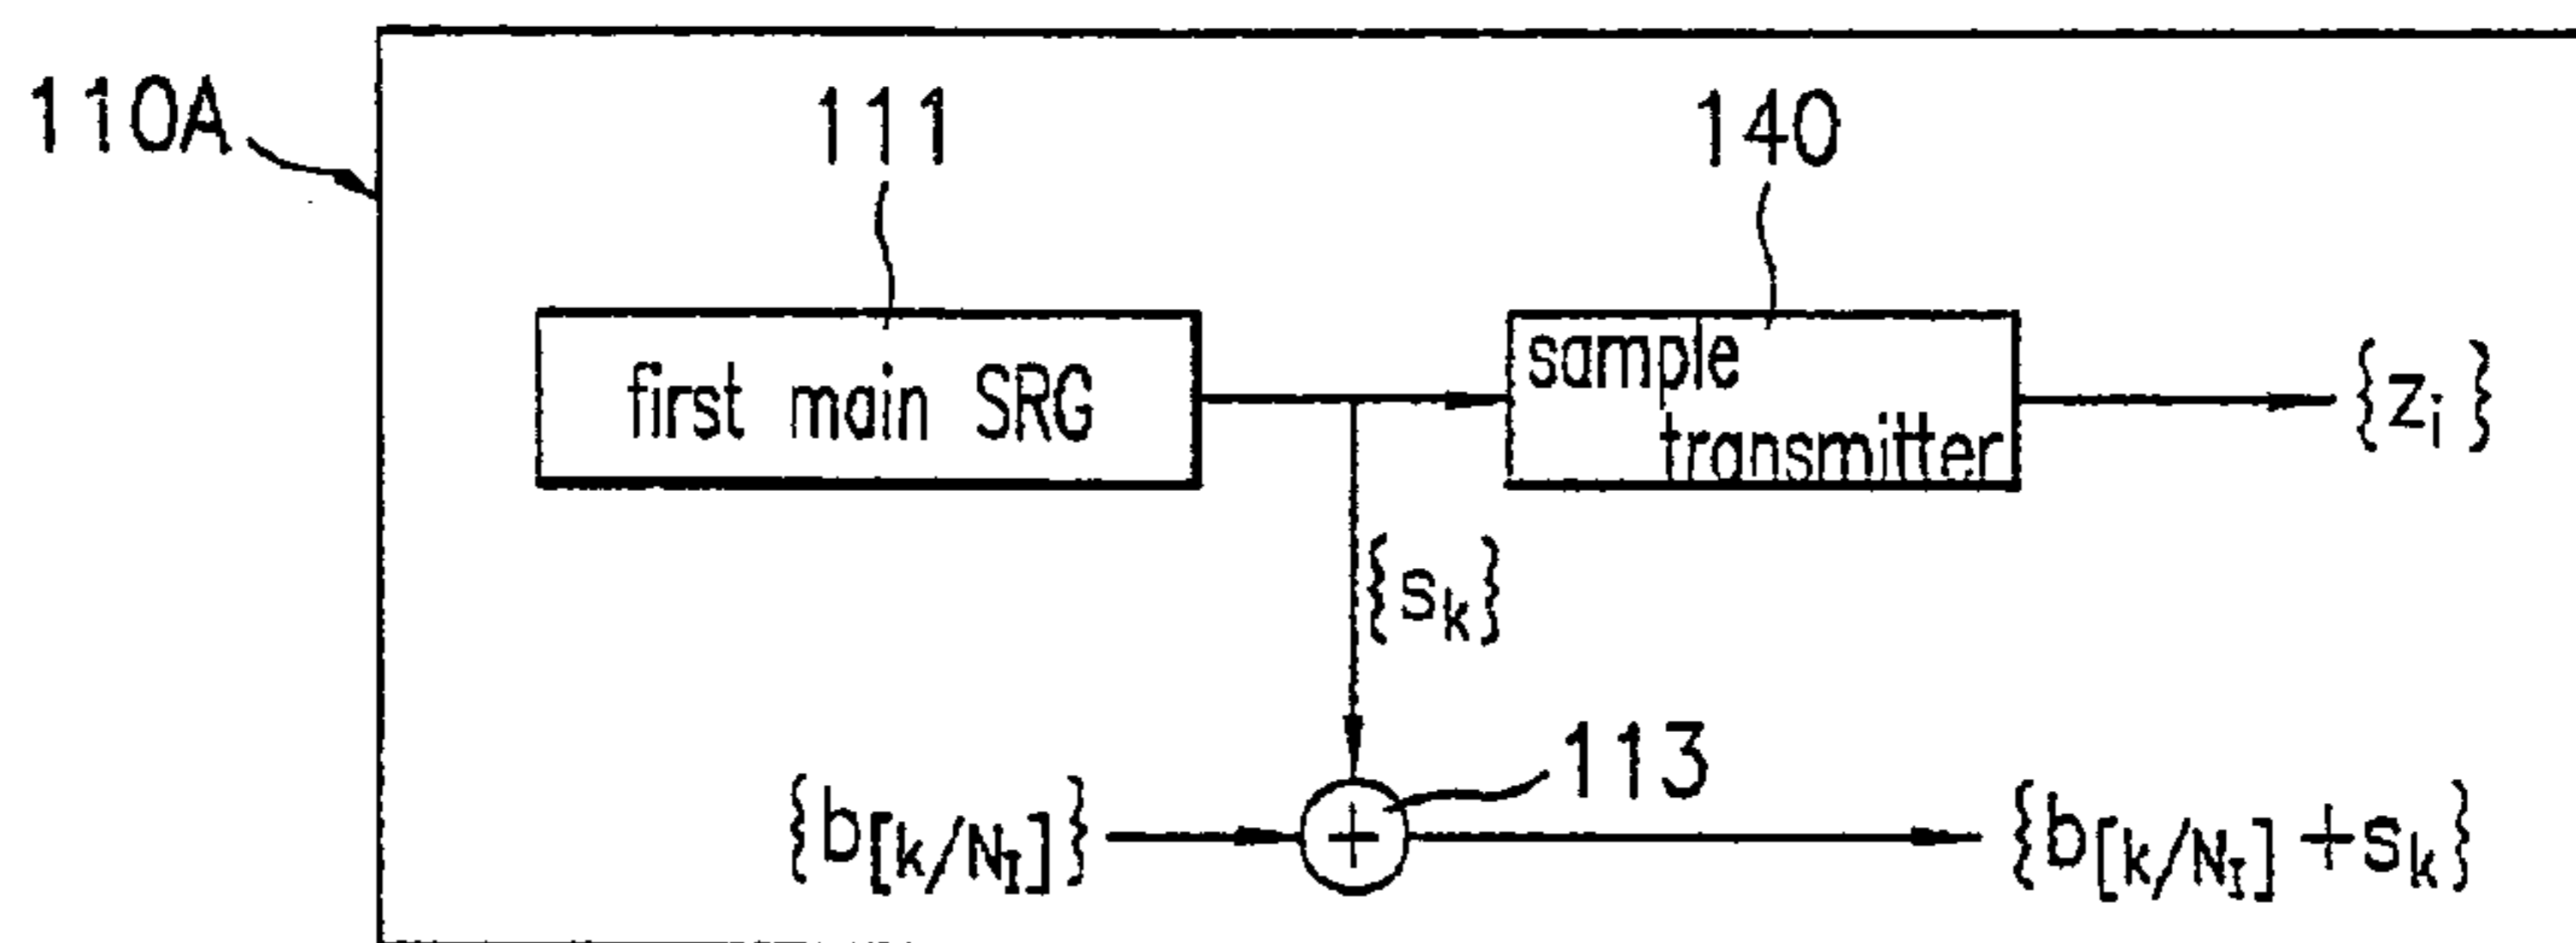 110A
111
140
first main SRG
sample
transmitter
{z_i}
{s_k}
113
{b_[k/N_I]}
+
{b_[k/N_I]+s_k}